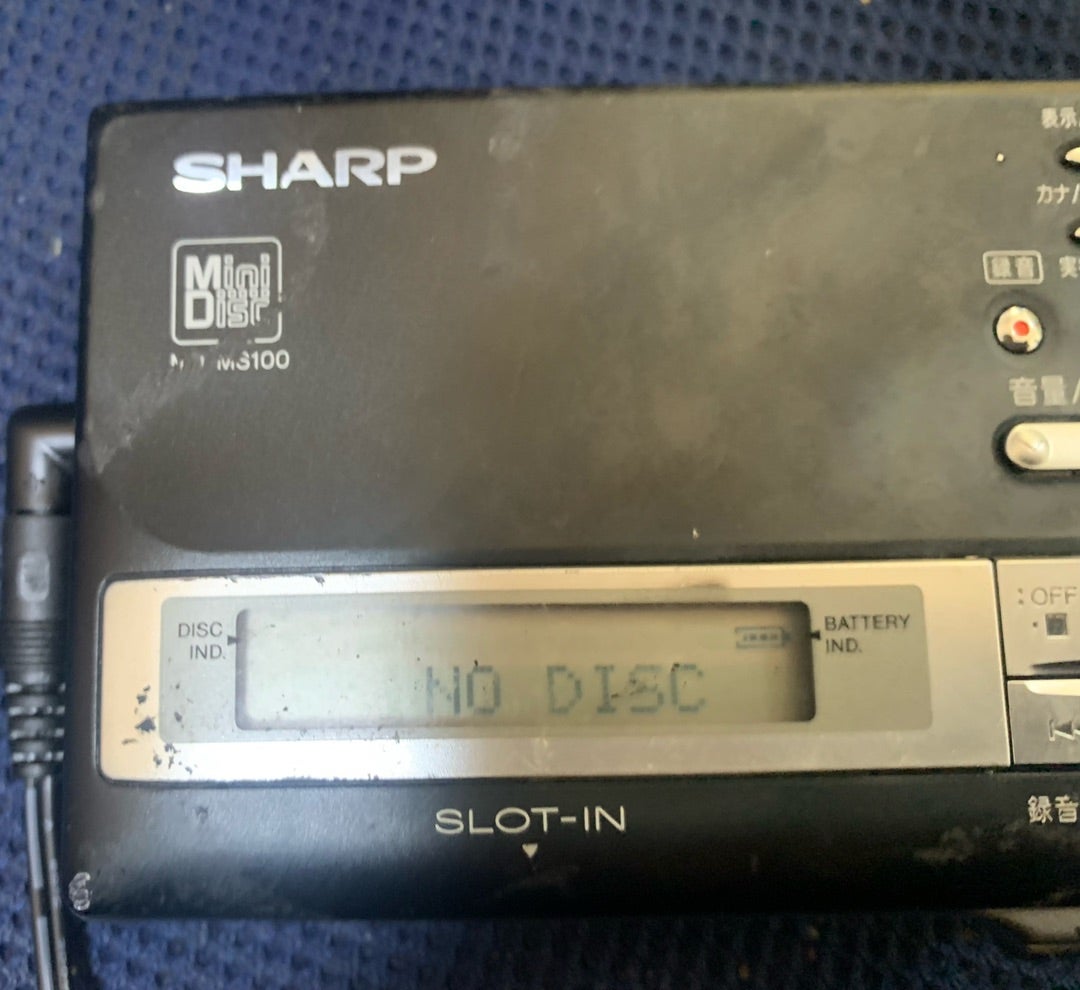 SHARP
Mini
Disc
MS100
表示
カナ/
録音
音量/
DISC
IND.
BATTERY
IND.
NO DISC
:OFF
SLOT-IN
録音